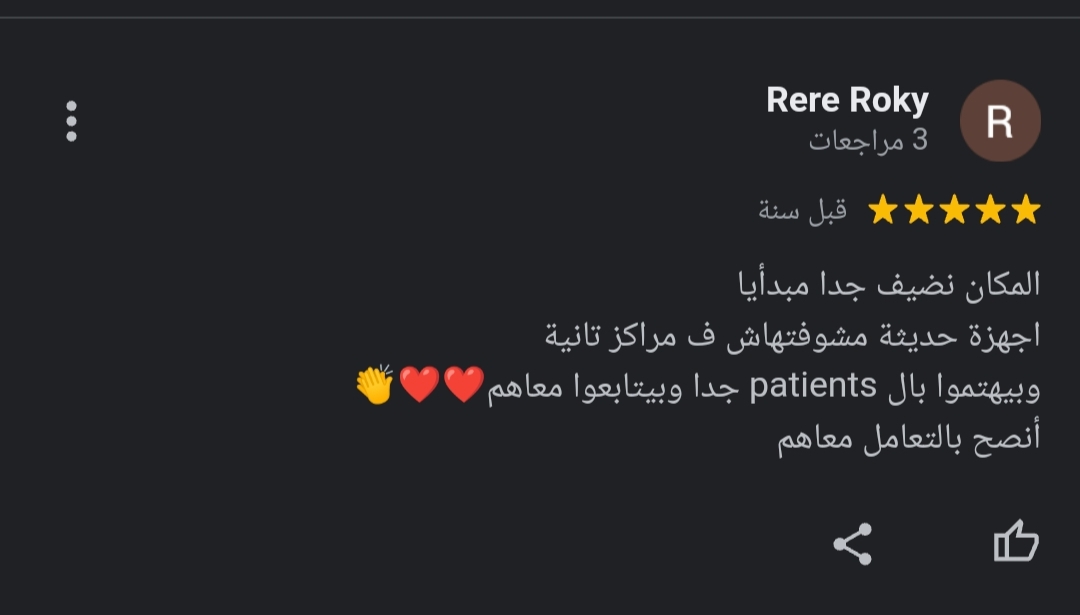 Rere Roky
R
3 مراجعات
قبل سنة
المكان نضيف جدا مبدأيا
اجهزة حديثة مشوفتهاش ف مراكز تانية
وبيهتموا بال patients جدا وبيتابعوا معاهم❤️❤️👏
أنصح بالتعامل معاهم